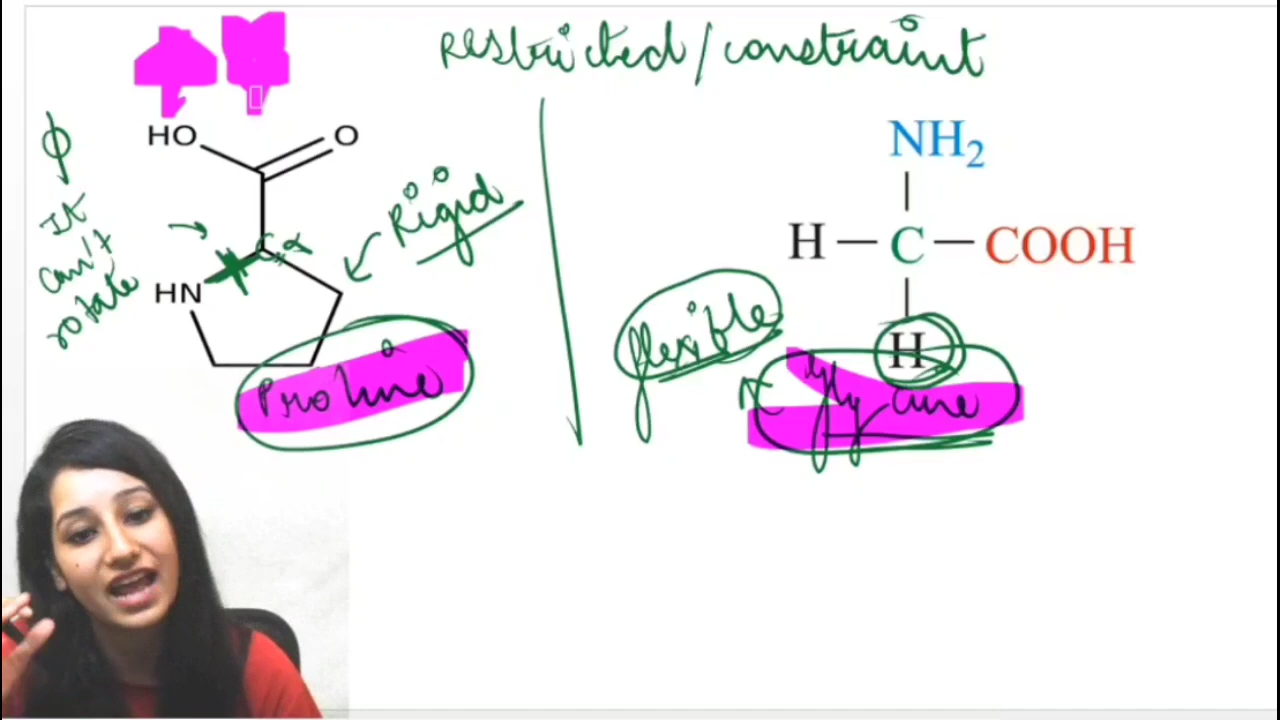 restricted/constraint
ϕ
It
can't
rotate
HO
O
Cα
HN
Rigid
Proline
NH₂
H—C—COOH
H
flexible
Glycine